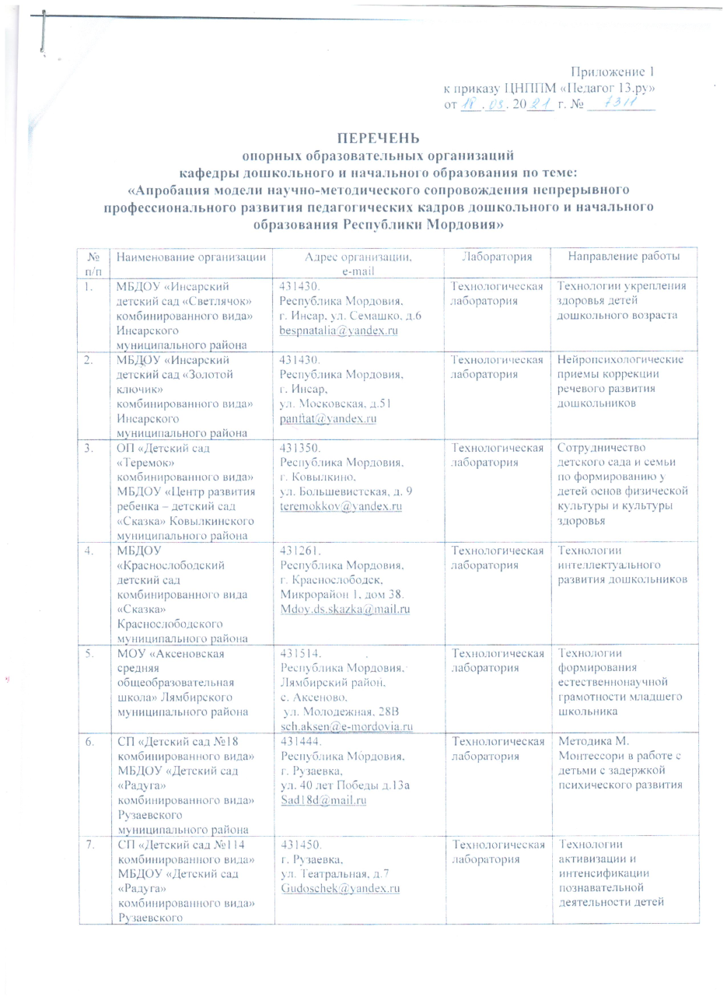 Приложение 1
к приказу ЦНППМ «Педагог 13.ру»
от 18.03.2021 г. №
ПЕРЕЧЕНЬ
опорных образовательных организаций
кафедры дошкольного и начального образования по теме:
«Апробация модели научно-методического сопровождения непрерывного
профессионального развития педагогических кадров дошкольного и начального
образования Республики Мордовия»
№
п/п
Наименование организации
Адрес организации,
e-mail
Лаборатория
Направление работы
1.
МБДОУ «Инсарский
детский сад «Светлячок»
комбинированного вида»
Инсарского
муниципального района
431430.
Республика Мордовия,
г. Инсар, ул. Семашко, д.6
bespnatalia@yandex.ru
Технологическая
лаборатория
Технологии укрепления
здоровья детей
дошкольного возраста
2.
МБДОУ «Инсарский
детский сад «Золотой
ключик»
комбинированного вида»
Инсарского
муниципального района
431430.
Республика Мордовия,
г. Инсар,
ул. Московская, д.51
panftat@yandex.ru
Технологическая
лаборатория
Нейропсихологические
приемы коррекции
речевого развития
дошкольников
3.
ОП «Детский сад
«Теремок»
комбинированного вида»
МБДОУ «Центр развития
ребенка – детский сад
«Сказка» Ковылкинского
муниципального района
431350.
Республика Мордовия,
г. Ковылкино,
ул. Большевистская, д. 9
teremokkov@yandex.ru
Технологическая
лаборатория
Сотрудничество
детского сада и семьи
по формированию у
детей основ физической
культуры и культуры
здоровья
4.
МБДОУ
«Краснослободский
детский сад
комбинированного вида
«Сказка»
Краснослободского
муниципального района
431261.
Республика Мордовия,
г. Краснослободск,
Микрорайон 1, дом 38.
Mdoy.ds.skazka@mail.ru
Технологическая
лаборатория
Технологии
интеллектуального
развития дошкольников
5.
МОУ «Аксеновская
средняя
общеобразовательная
школа» Лямбирского
муниципального района
431514.
Республика Мордовия,
Лямбирский район,
с. Аксеново,
ул. Молодежная, 28В
sch.aksen@e-mordovia.ru
Технологическая
лаборатория
Технологии
формирования
естественнонаучной
грамотности младшего
школьника
6.
СП «Детский сад №18
комбинированного вида»
МБДОУ «Детский сад
«Радуга»
комбинированного вида»
Рузаевского
муниципального района
431444.
Республика Мордовия,
г. Рузаевка,
ул. 40 лет Победы д.13а
Sad18d@mail.ru
Технологическая
лаборатория
Методика М.
Монтессори в работе с
детьми с задержкой
психического развития
7.
СП «Детский сад №114
комбинированного вида»
МБДОУ «Детский сад
«Радуга»
комбинированного вида»
Рузаевского
431450.
г. Рузаевка,
ул. Театральная, д.7
Gudoschek@yandex.ru
Технологическая
лаборатория
Технологии
активизации и
интенсификации
познавательной
деятельности детей